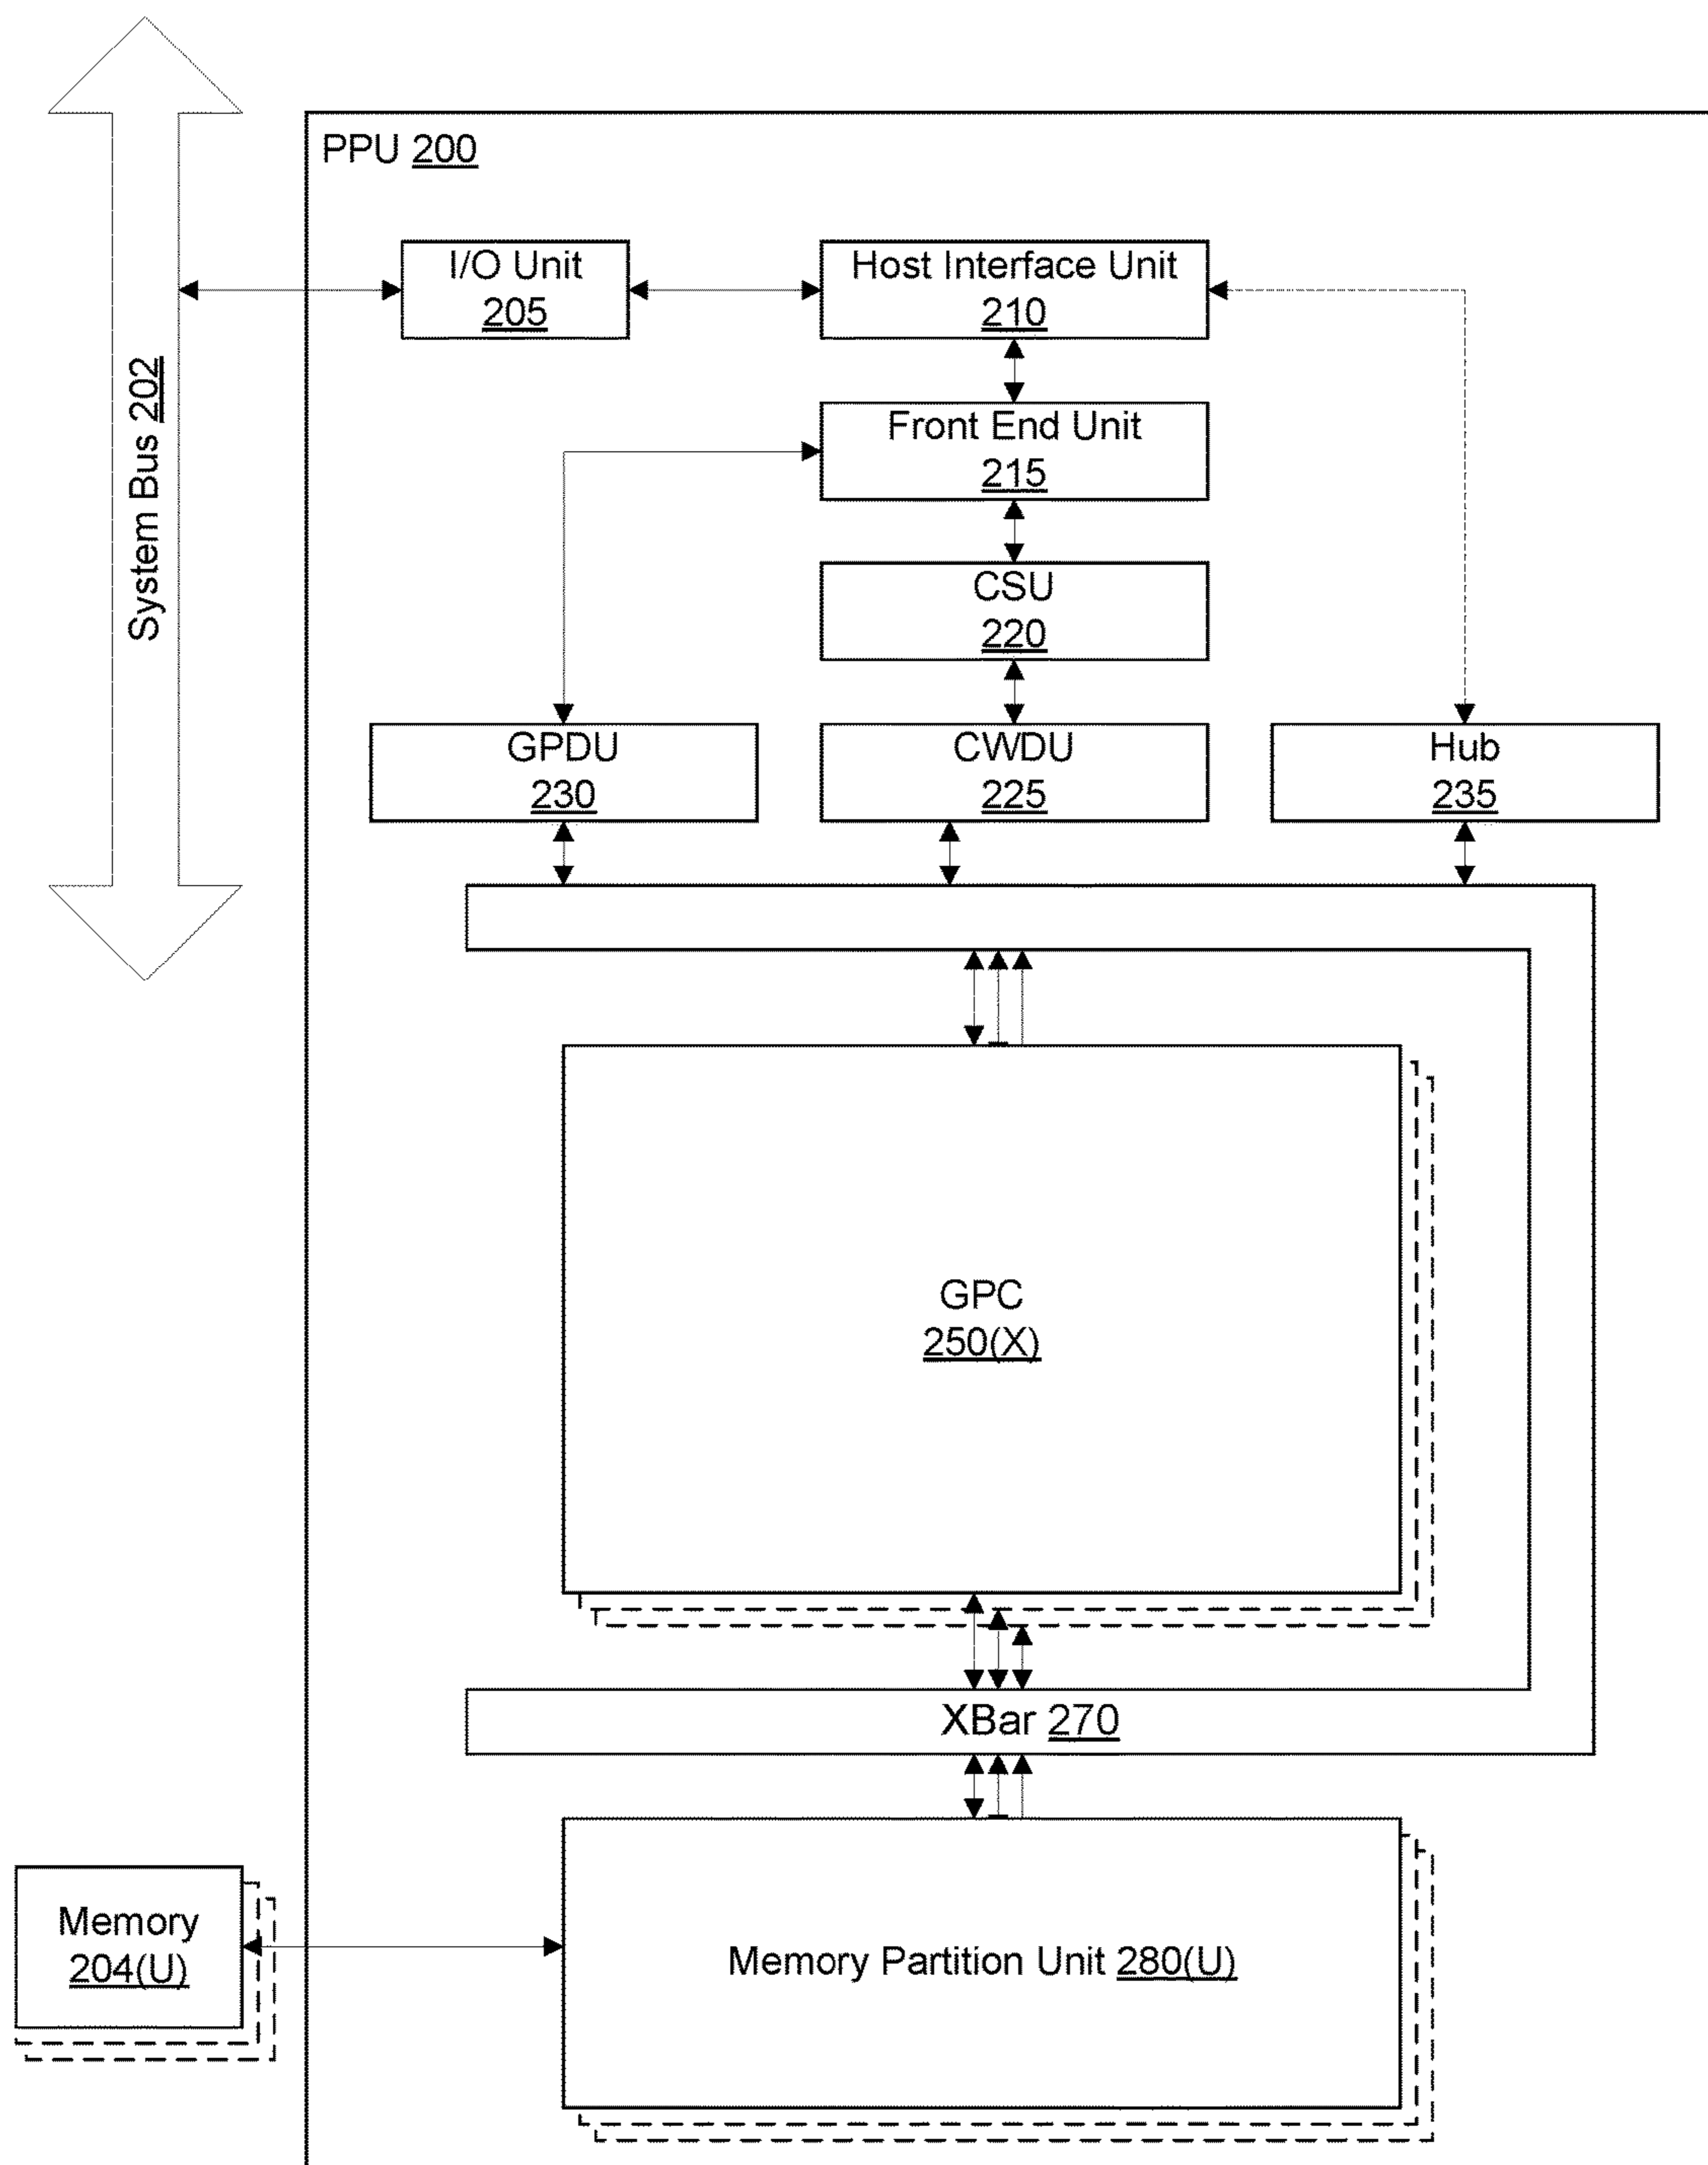 PPU 200
I/O Unit
205
Host Interface Unit
210
System Bus 202
Front End Unit
215
CSU
220
GPDU
230
CWDU
225
Hub
235
GPC
250(X)
XBar 270
Memory
204(U)
Memory Partition Unit 280(U)